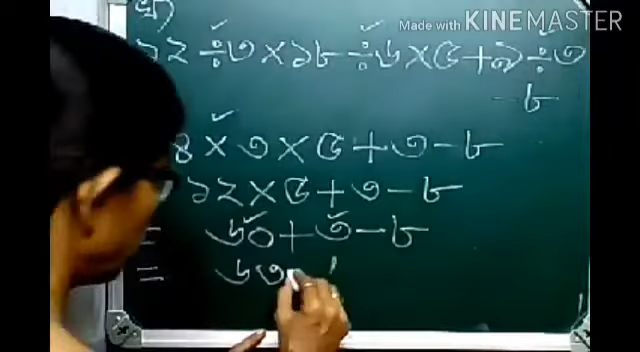 Made with KINEMASTER
১২ ÷ ৩ × ১৮ ÷ ৬ × ৫ + ৯ ÷ ৩
- ৮
৪ × ৩ × ৫ + ৩ - ৮
১২ × ৫ + ৩ - ৮
= ৬০ + ৩ - ৮
= ৬৩